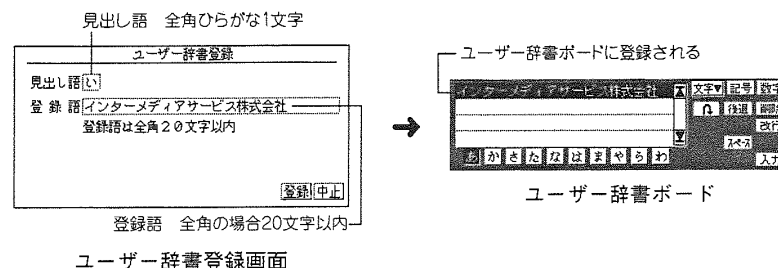 見出し語 全角ひらがな1文字
ユーザー辞書登録
見出し語 い
登録語 インターメディアサービス株式会社
登録語は全角20文字以内
登録 中止
登録語 全角の場合20文字以内
ユーザー辞書登録画面
➔
ユーザー辞書ボードに登録される
インターメディアサービス株式会社
文字▼ 記号 数字
後退
改行
スペース
入力
あ か さ た な は ま や ら わ
ユーザー辞書ボード